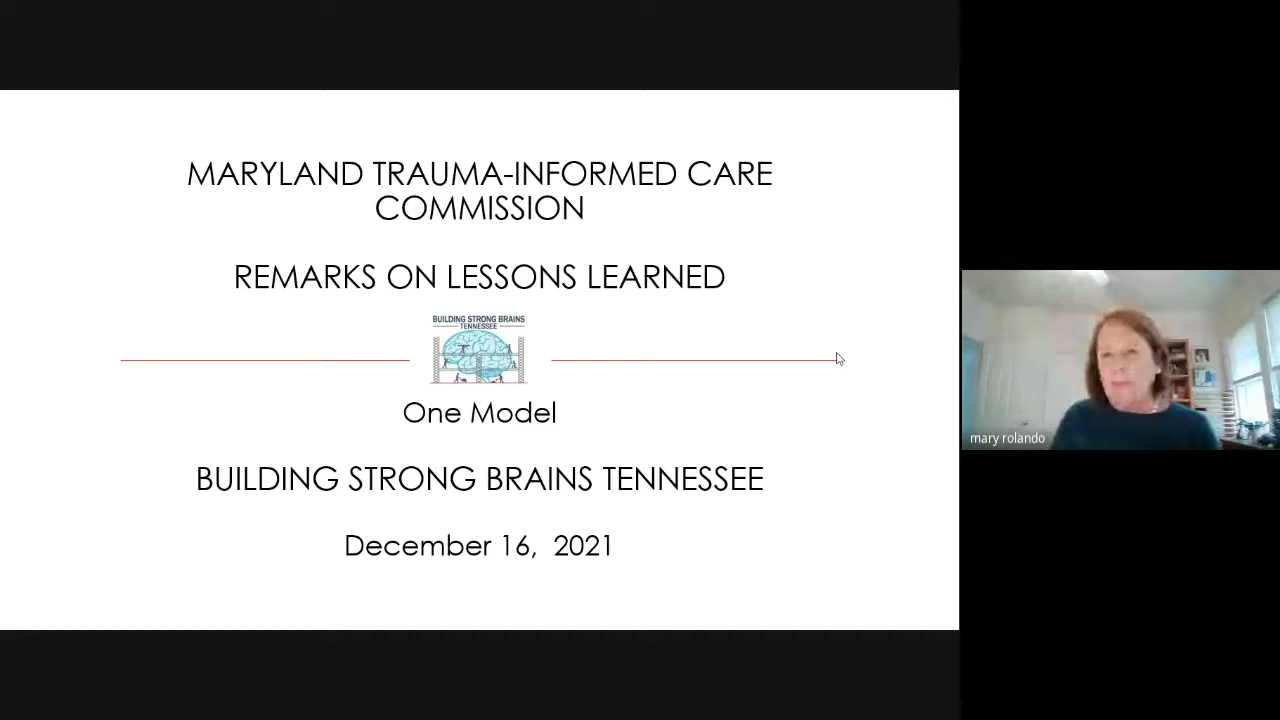 MARYLAND TRAUMA-INFORMED CARE
COMMISSION
REMARKS ON LESSONS LEARNED
BUILDING STRONG BRAINS
TENNESSEE
One Model
BUILDING STRONG BRAINS TENNESSEE
December 16,  2021
mary rolando